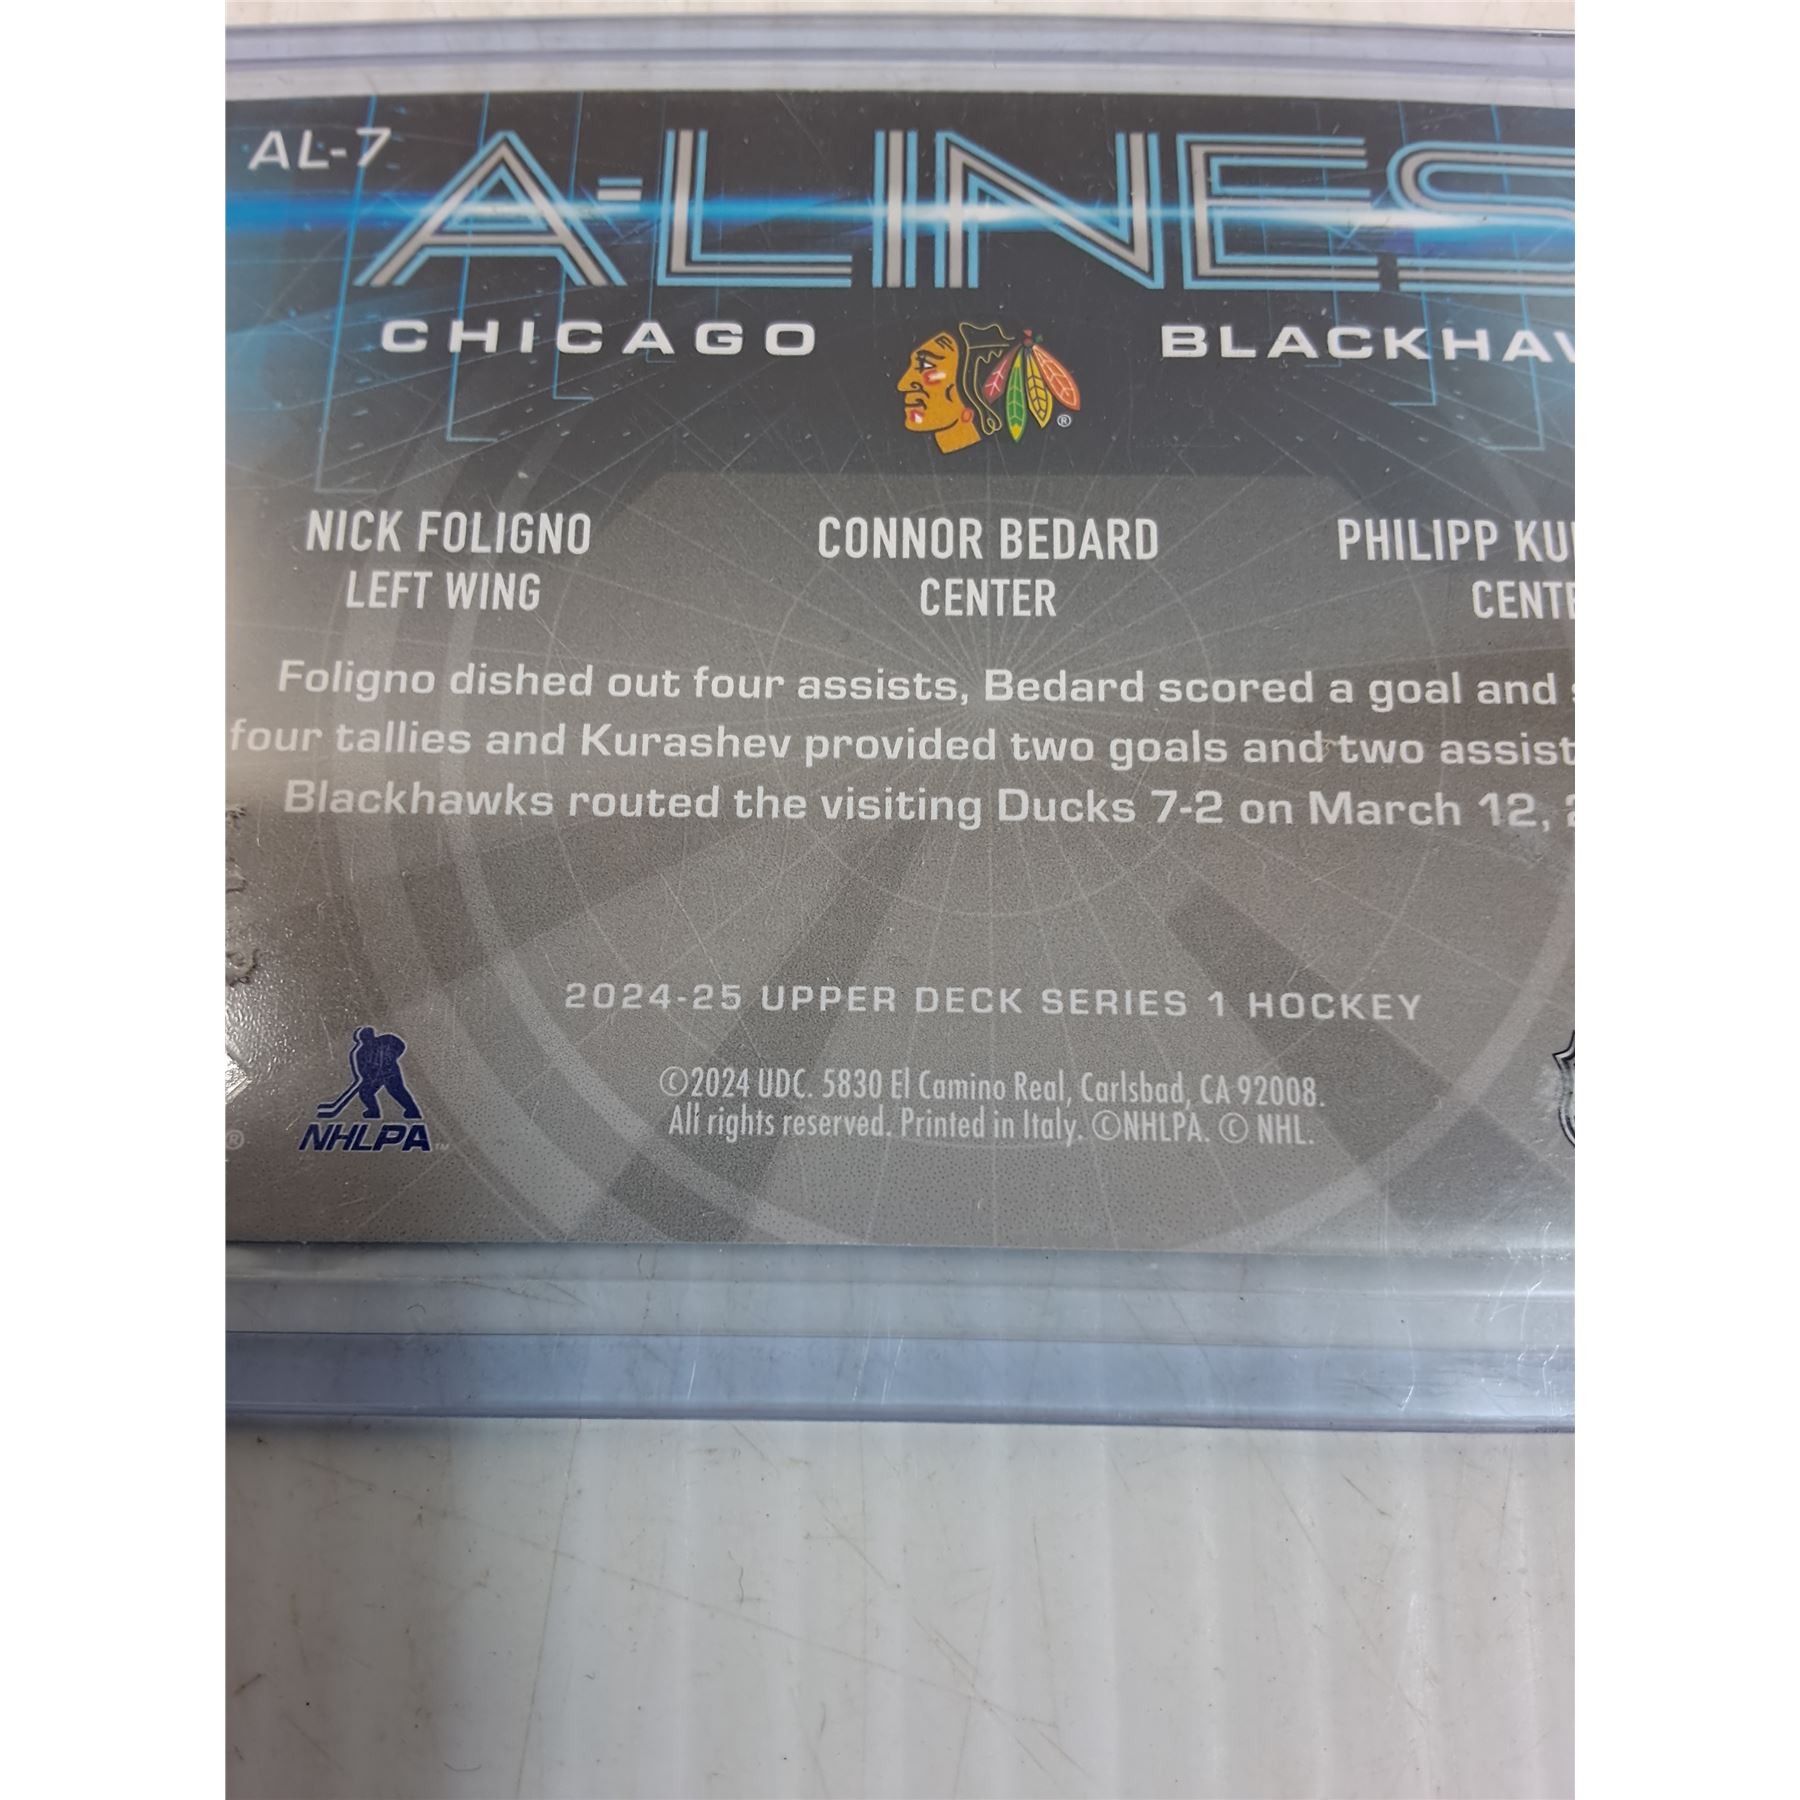 AL-7
A-LINES
CHICAGO BLACKHAW
NICK FOLIGNO CONNOR BEDARD PHILIPP KU
LEFT WING CENTER CENTE
Foligno dished out four assists, Bedard scored a goal and s
four tallies and Kurashev provided two goals and two assist
Blackhawks routed the visiting Ducks 7-2 on March 12, 2
2024-25 UPPER DECK SERIES 1 HOCKEY
©2024 UDC. 5830 El Camino Real, Carlsbad, CA 92008.
All rights reserved. Printed in Italy. ©NHLPA. © NHL.
NHLPA